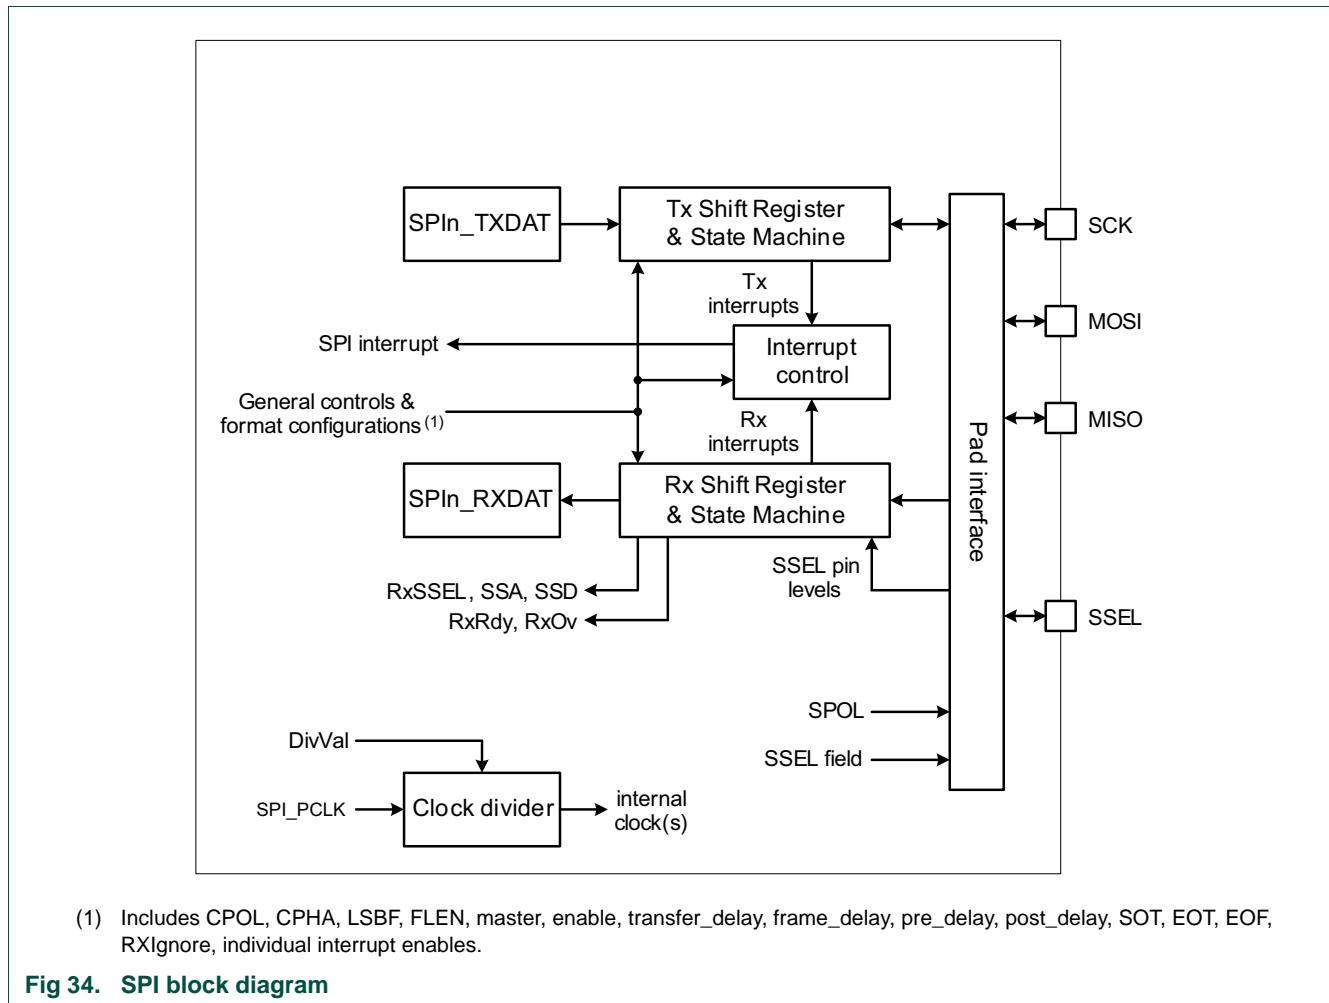 SPIn_TXDAT
Tx Shift Register
& State Machine
SCK
Tx
interrupts
MOSI
SPI interrupt
Interrupt
control
General controls &
format configurations (1)
Rx
interrupts
MISO
Pad interface
SPIn_RXDAT
Rx Shift Register
& State Machine
SSEL pin
levels
RxSSEL, SSA, SSD
RxRdy, RxOv
SSEL
SPOL
DivVal
SSEL field
SPI_PCLK
Clock divider
internal
clock(s)
(1) Includes CPOL, CPHA, LSBF, FLEN, master, enable, transfer_delay, frame_delay, pre_delay, post_delay, SOT, EOT, EOF,
RXIgnore, individual interrupt enables.
Fig 34. SPI block diagram